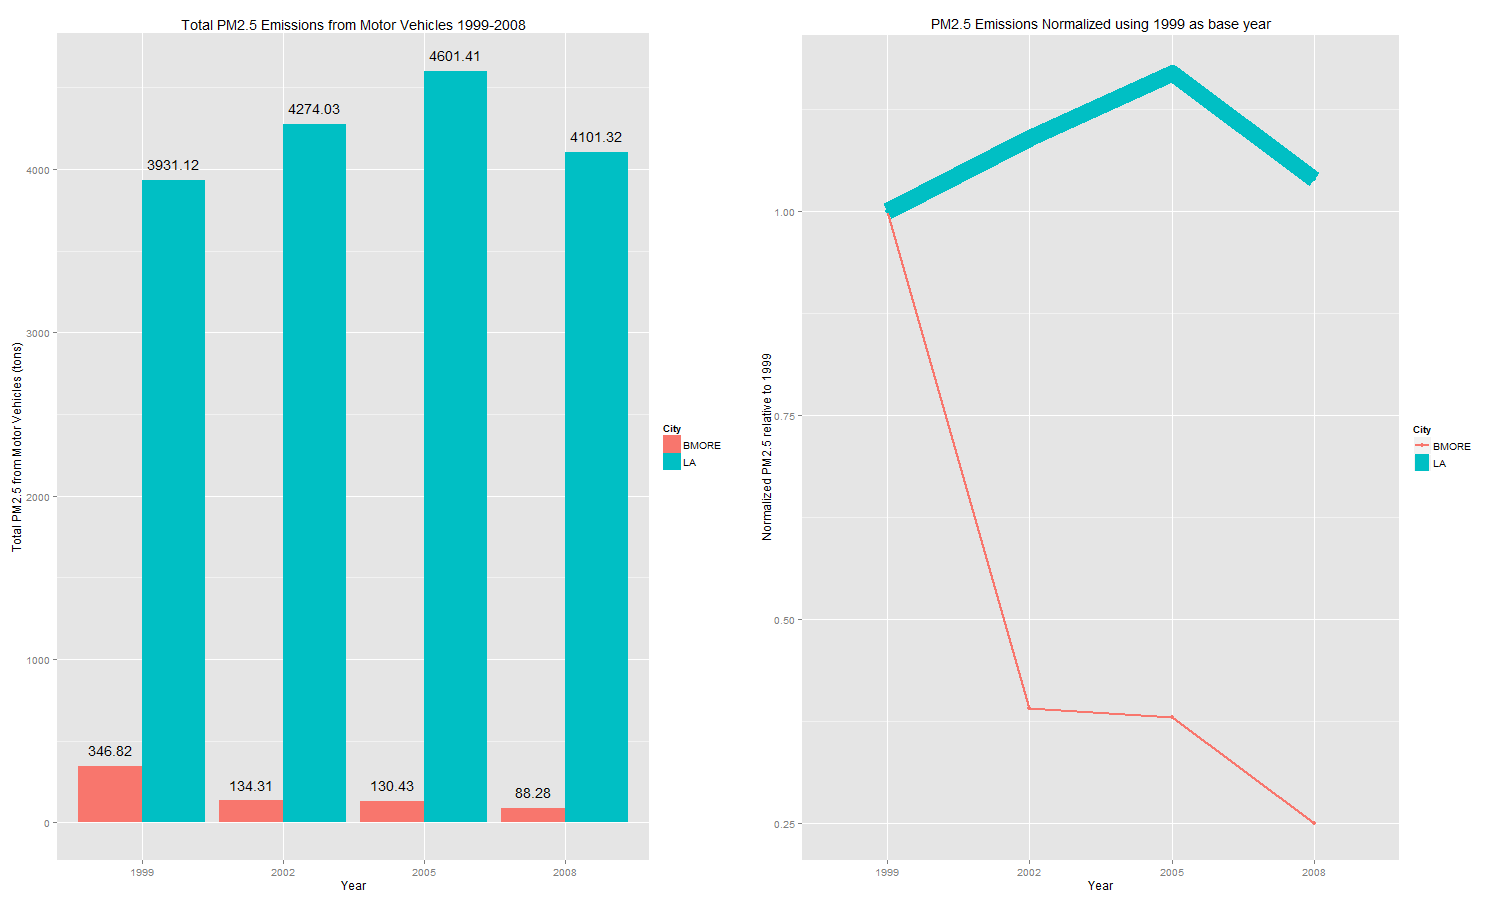 Total PM2.5 Emissions from Motor Vehicles 1999-2008
Total PM2.5 from Motor Vehicles (tons)
4000
3000
2000
1000
0
346.82
3931.12
134.31
4274.03
130.43
4601.41
88.28
4101.32
1999
2002
2005
2008
Year
City
BMORE
LA
PM2.5 Emissions Normalized using 1999 as base year
Normalized PM2.5 relative to 1999
1.00
0.75
0.50
0.25
1999
2002
2005
2008
Year
City
BMORE
LA